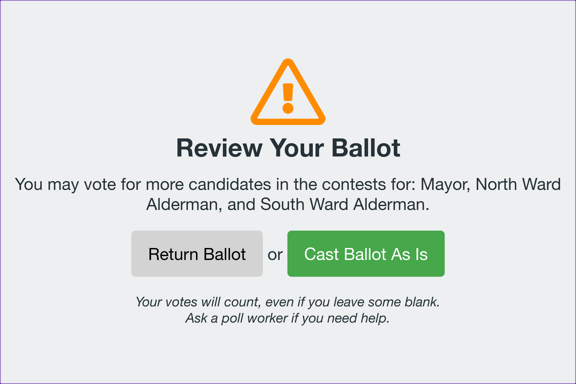 Review Your Ballot
You may vote for more candidates in the contests for: Mayor, North Ward
Alderman, and South Ward Alderman.
Return Ballot or Cast Ballot As Is
Your votes will count, even if you leave some blank.
Ask a poll worker if you need help.